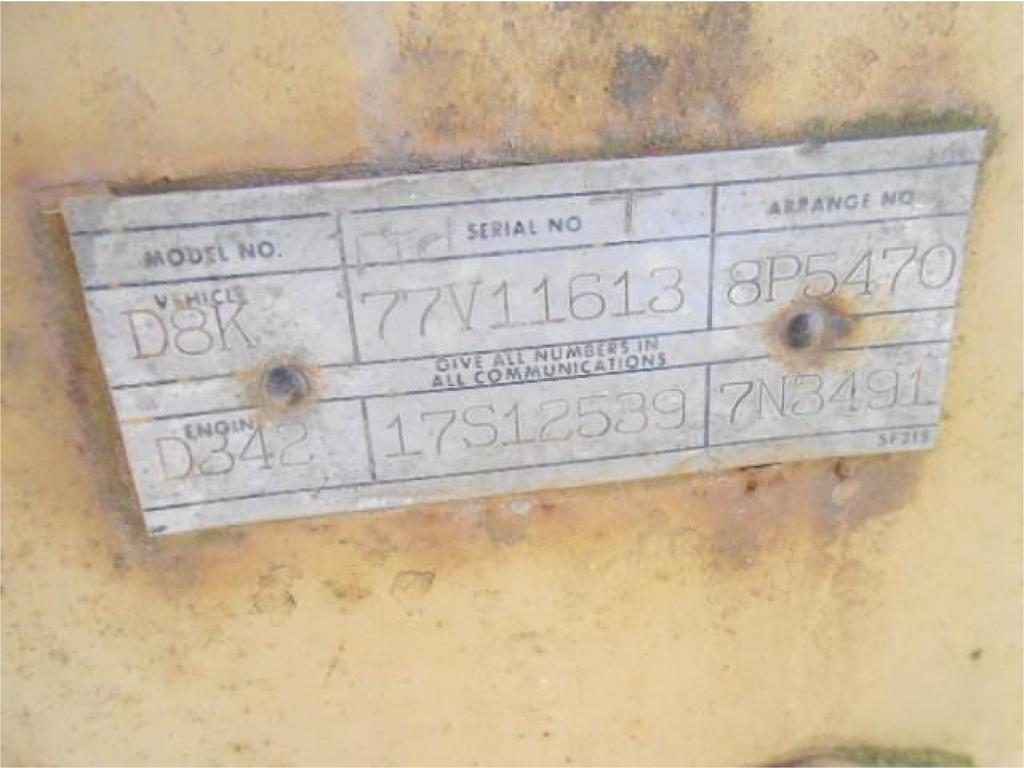 MODEL NO. SERIAL NO T ARRANGE NO
VEHICLE
D8K 77V11613 8P5470
GIVE ALL NUMBERS IN
ALL COMMUNICATIONS
ENGIN
D342 17S12539 7N3491
5F215